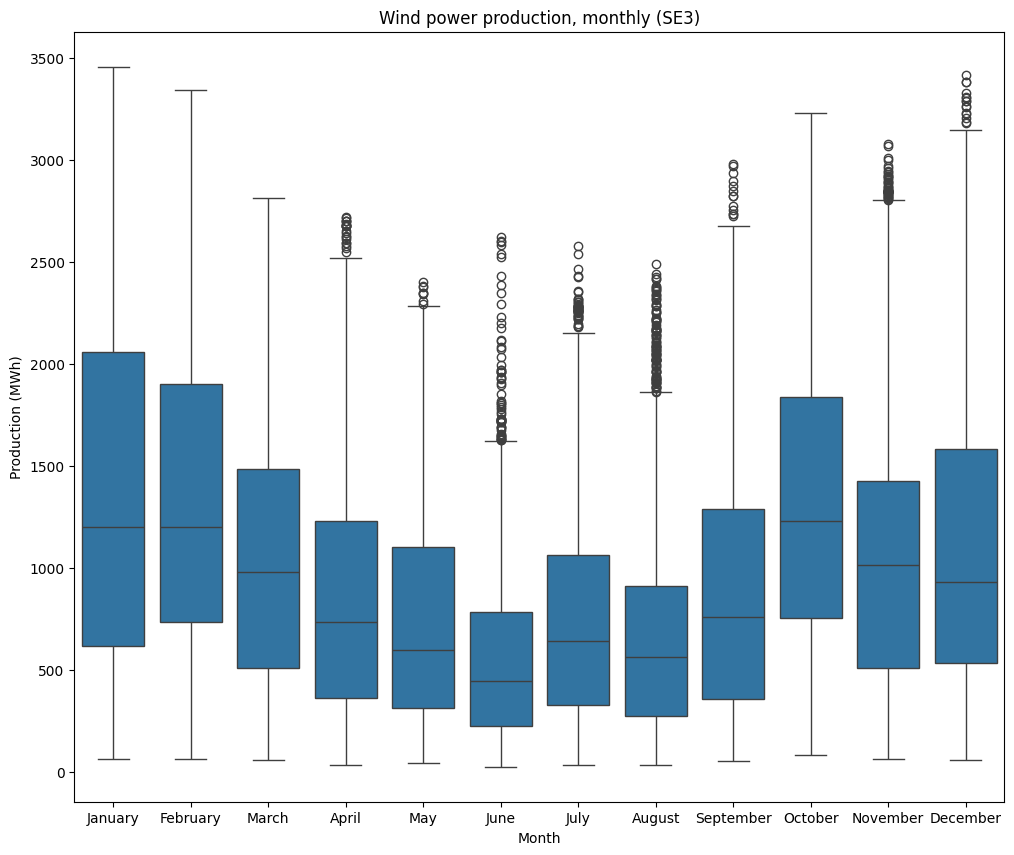 Wind power production, monthly (SE3)
Production (MWh)
3500
3000
2500
2000
1500
1000
500
0
January February March April May June July August September October November December
Month